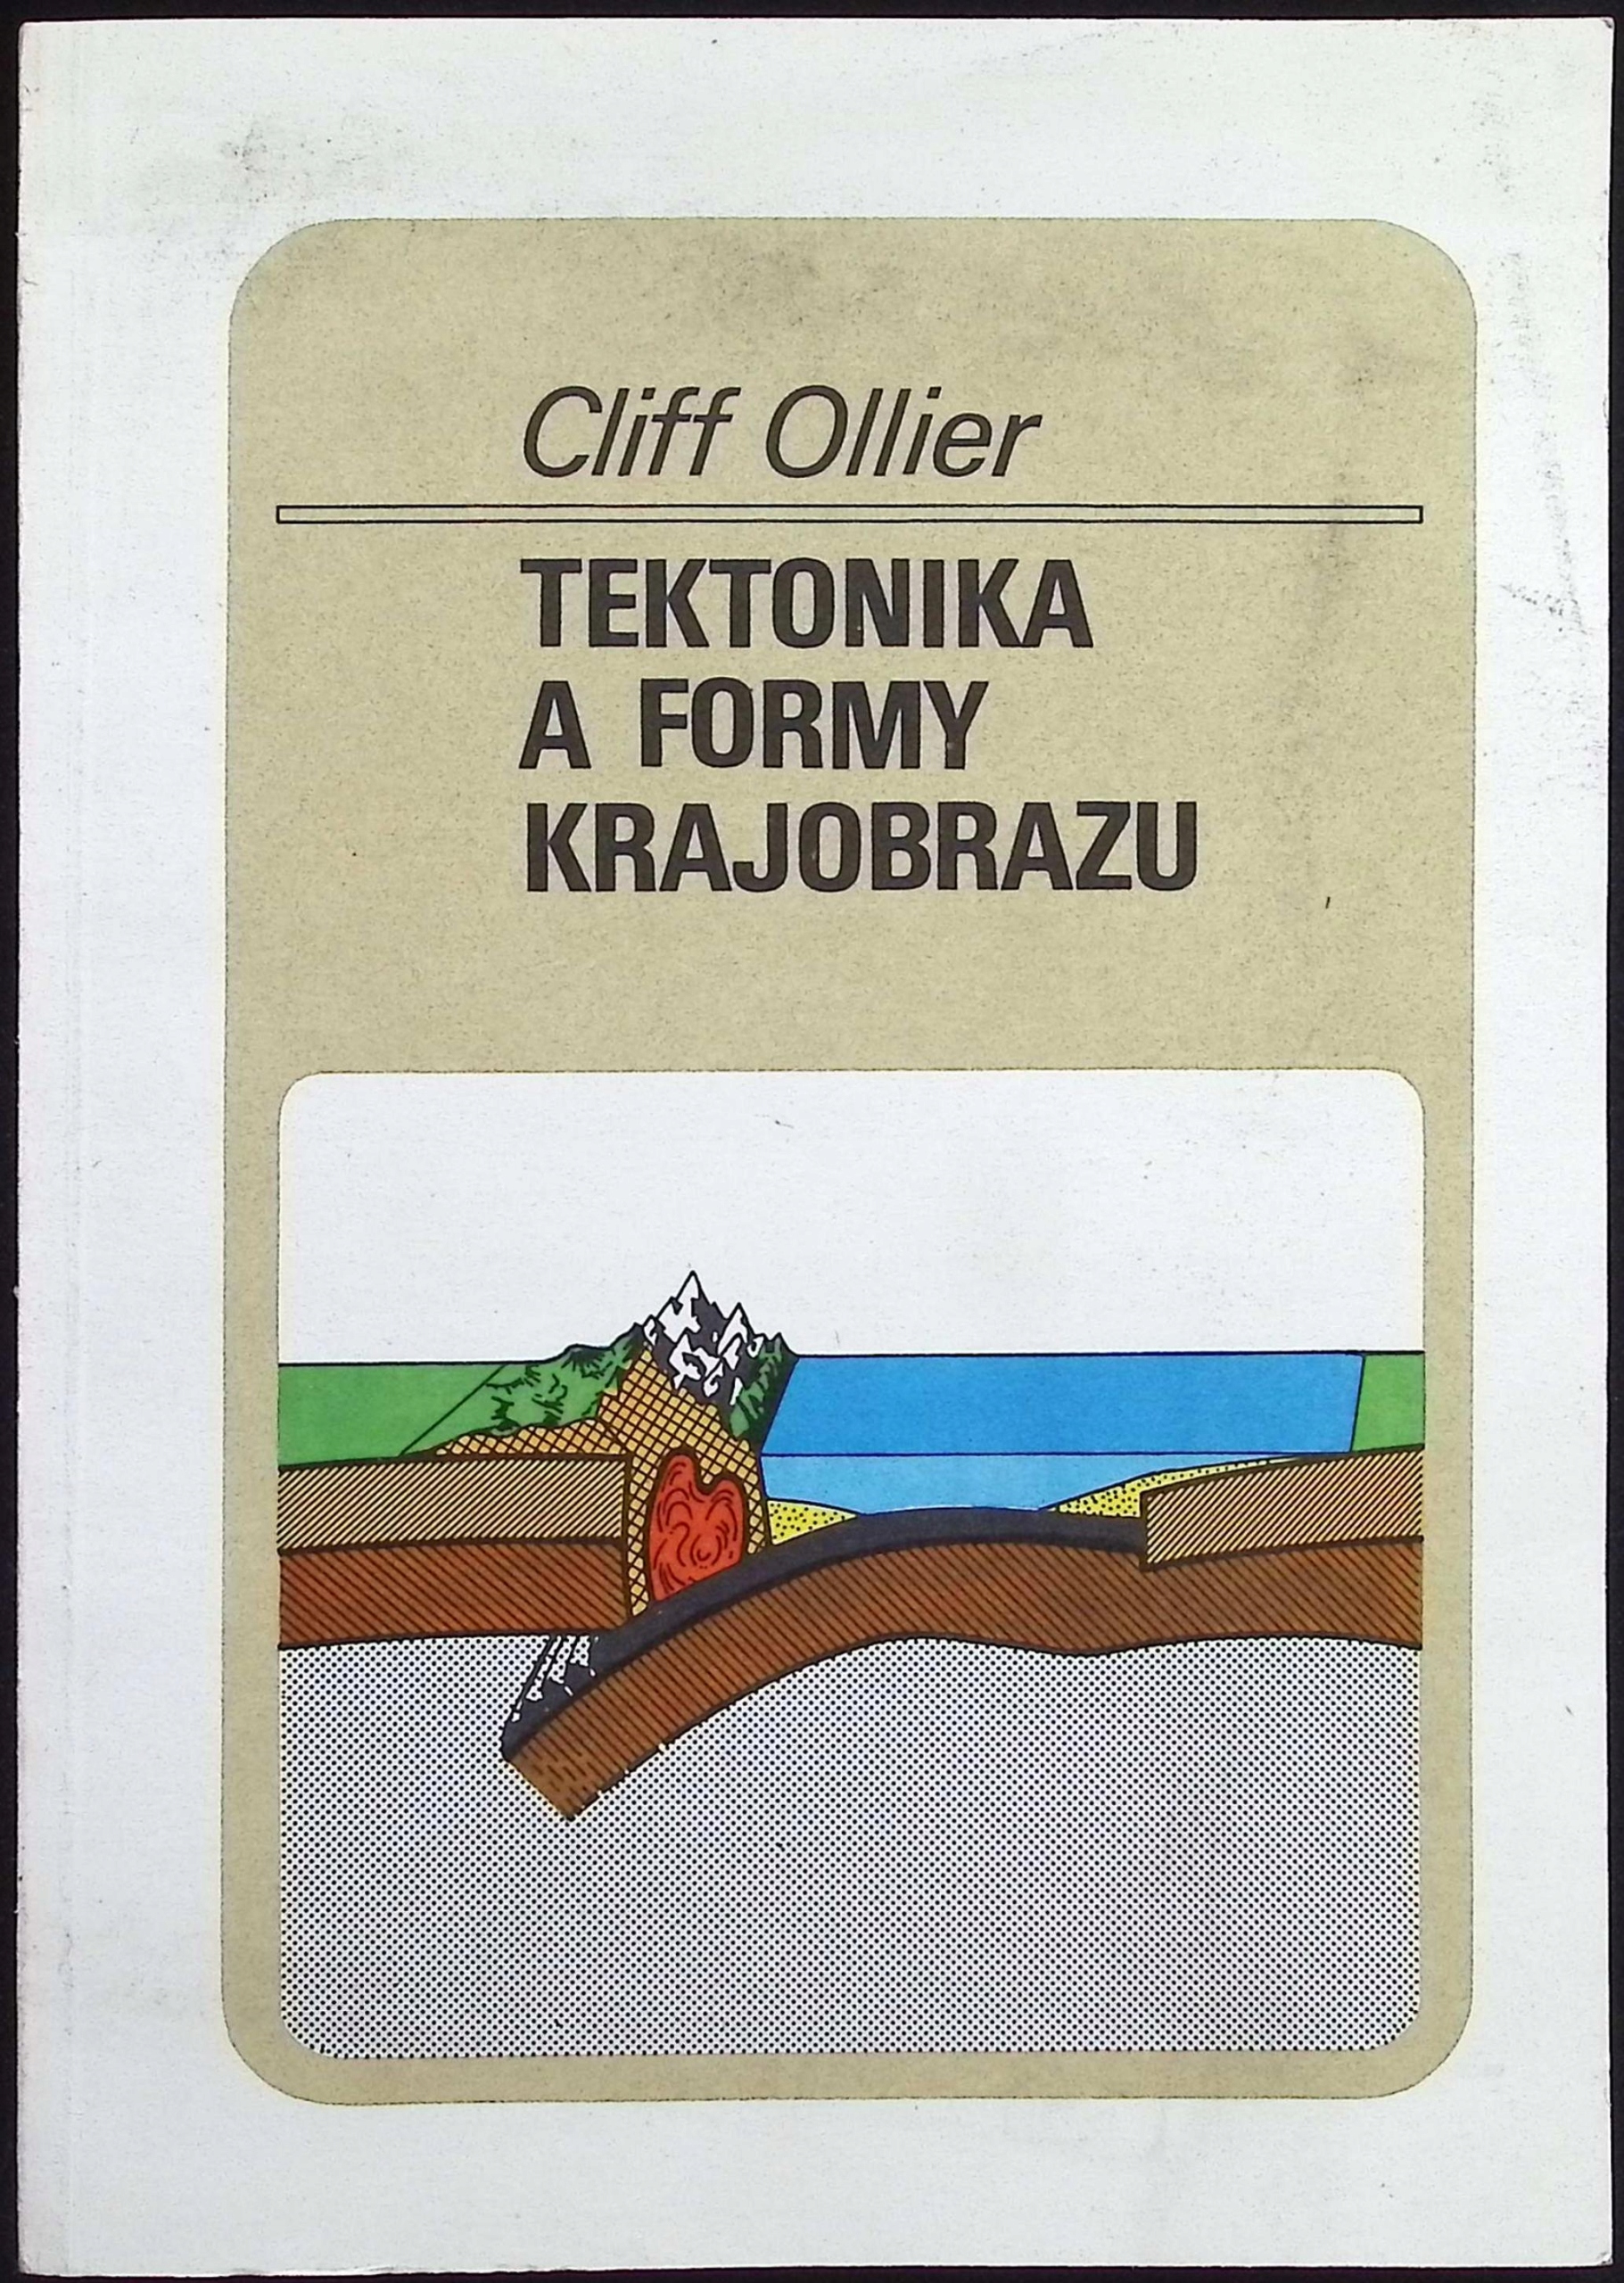 Cliff Ollier
TEKTONIKA
A FORMY
KRAJOBRAZU